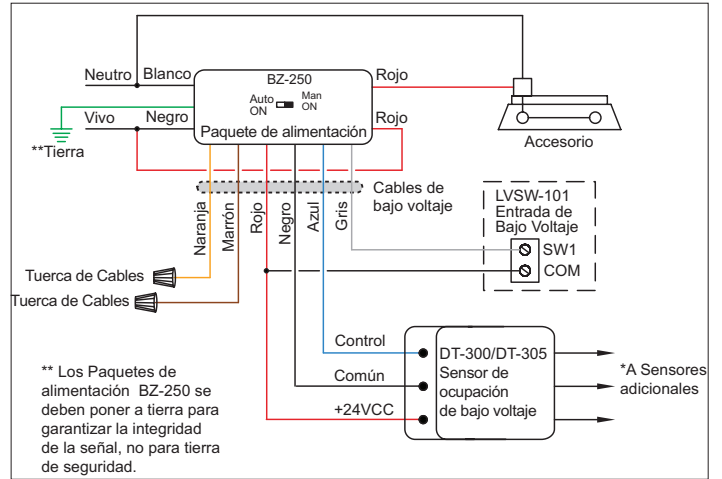 Neutro
Blanco
BZ-250
Auto ON
Man ON
Paquete de alimentación
Rojo
Rojo
Vivo
Negro
**Tierra
Accesorio
Cables de
bajo voltaje
Naranja
Marrón
Rojo
Negro
Azul
Gris
LVSW-101
Entrada de
Bajo Voltaje
SW1
COM
Tuerca de Cables
Tuerca de Cables
Control
Común
+24VCC
DT-300/DT-305
Sensor de
ocupación
de bajo voltaje
*A Sensores
adicionales
** Los Paquetes de
alimentación BZ-250 se
deben poner a tierra para
garantizar la integridad
de la señal, no para tierra
de seguridad.